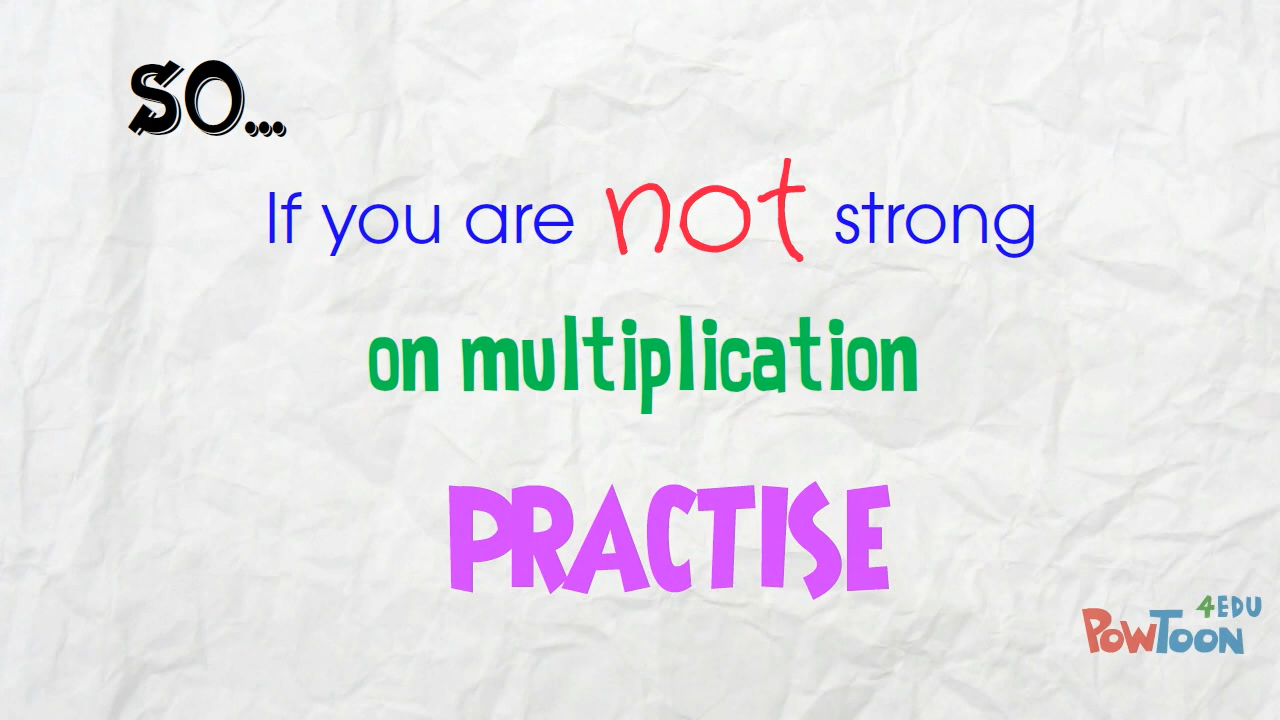 SO...
If you are not strong
on multiplication
PRACTISE
4EDU
POWTOON